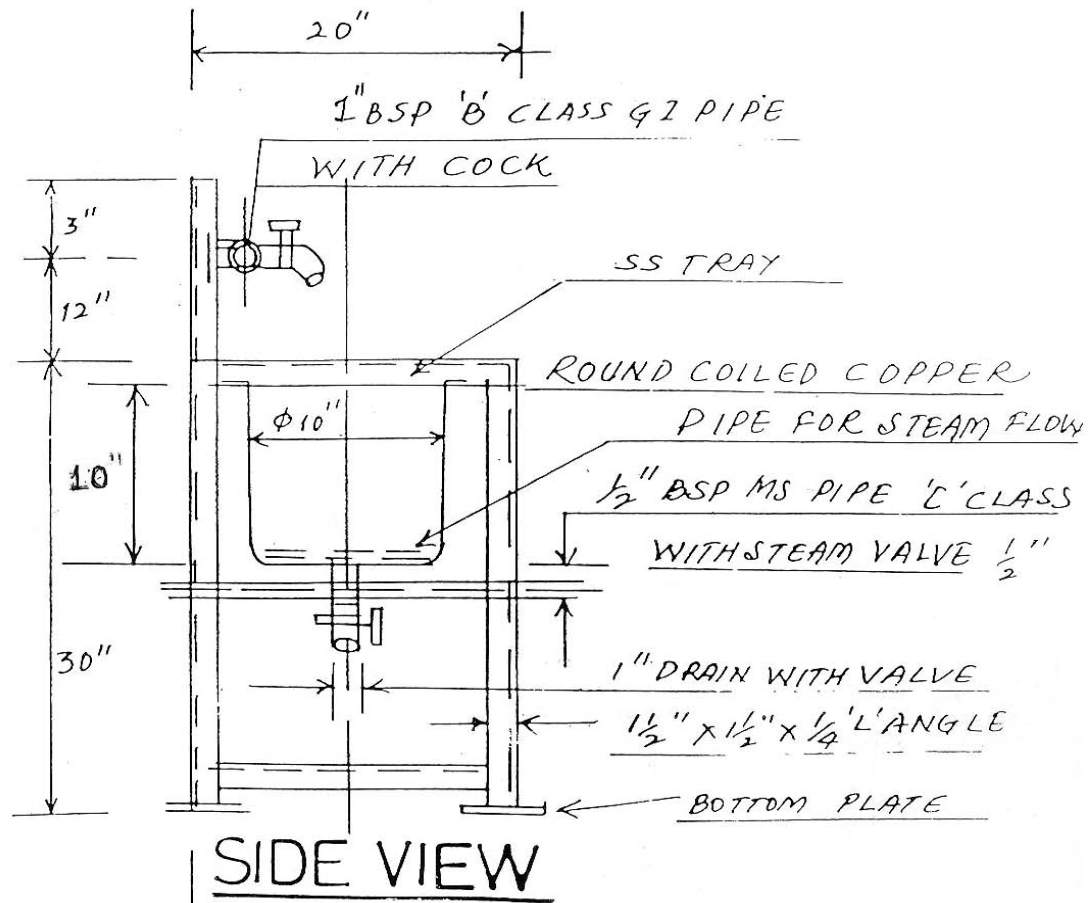 20"
1" BSP 'B' CLASS GI PIPE
WITH COCK
3"
SS TRAY
12"
ROUND COILED COPPER
Φ10"
PIPE FOR STEAM FLOW
10"
1/2" BSP MS PIPE 'C' CLASS
WITH STEAM VALVE 1/2"
30"
1" DRAIN WITH VALVE
1 1/2" X 1 1/2" X 1/4 'L' ANGLE
BOTTOM PLATE
SIDE VIEW